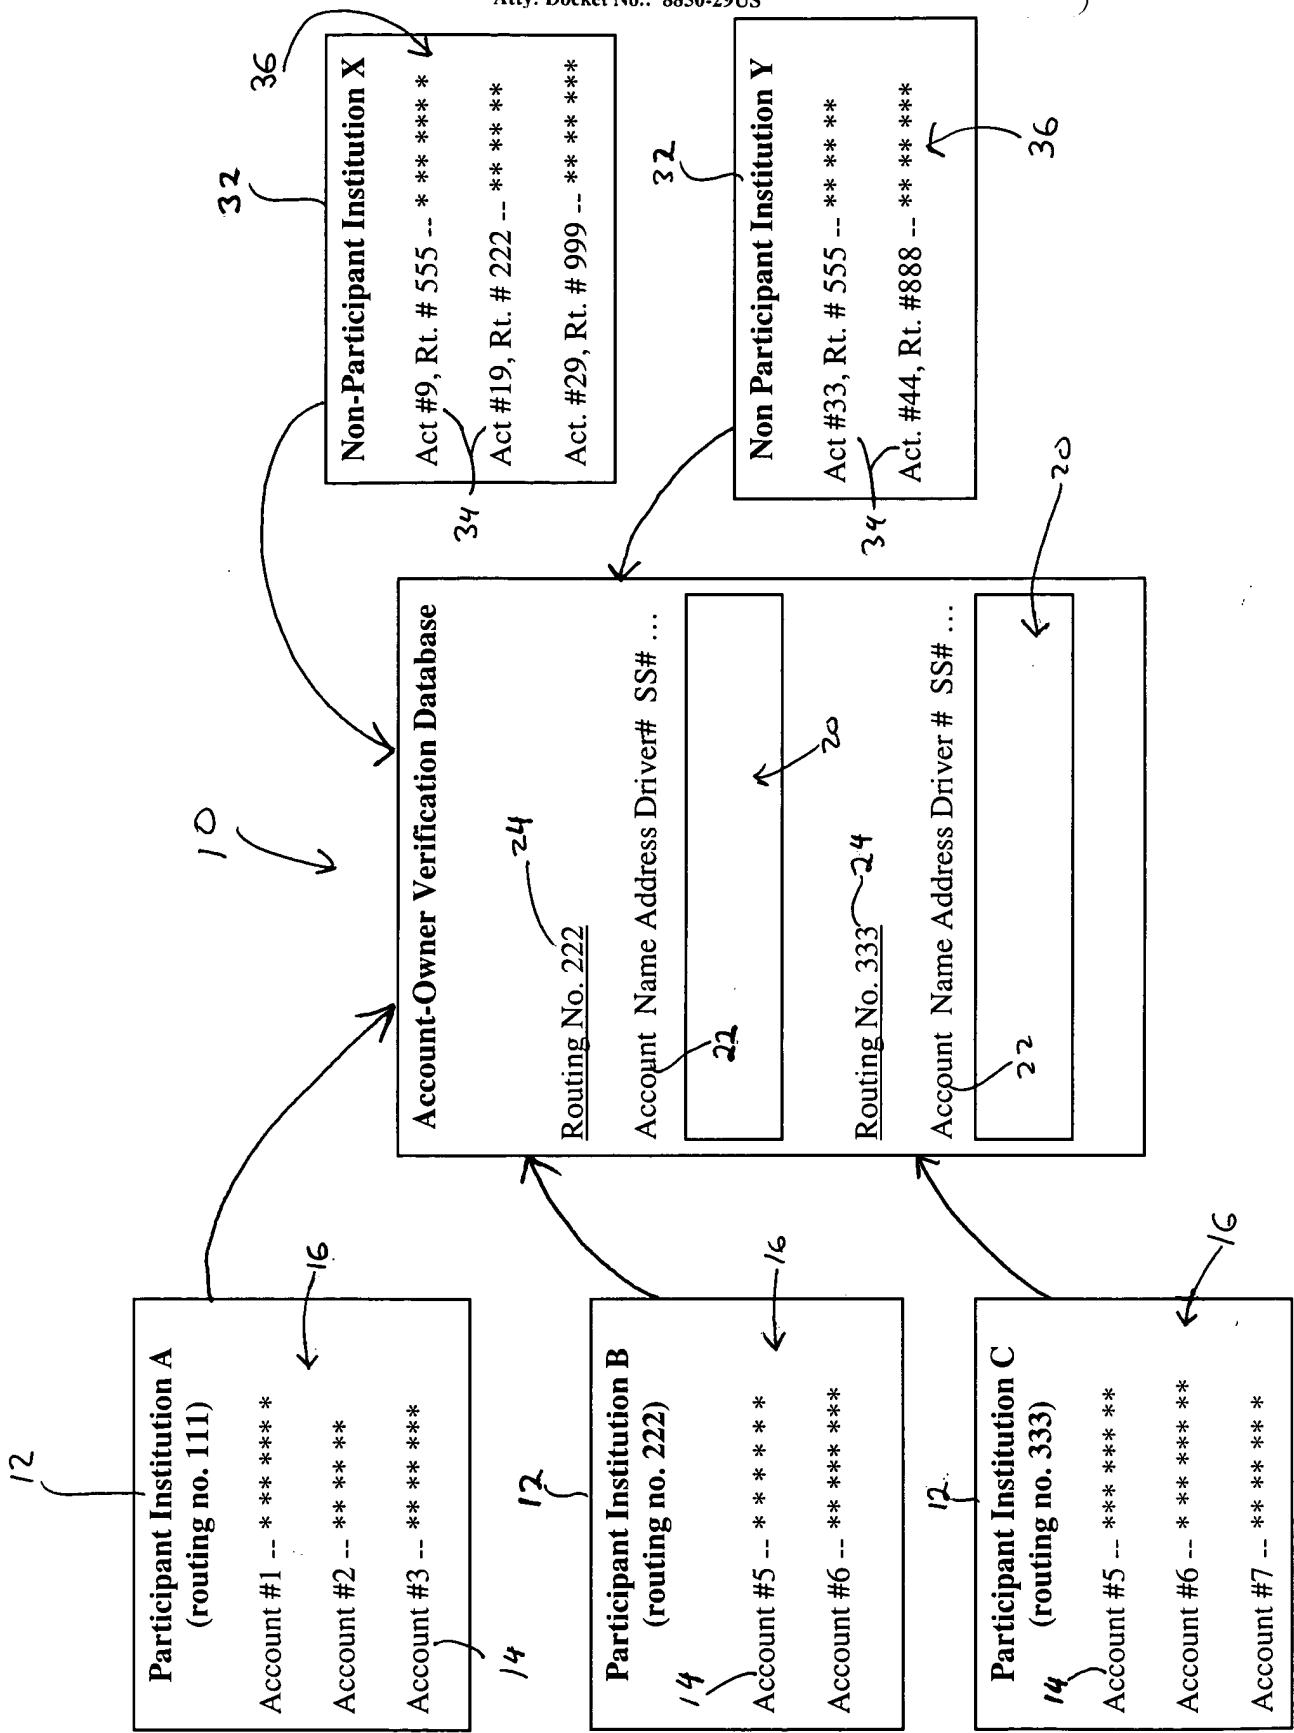 Atty. Docket No.: 8830-29US
10
12
Participant Institution A
(routing no. 111)
Account #1 -- * ** **** *
Account #2 -- ** ** **
Account #3 -- ** ** ***
14
16
12
Participant Institution B
(routing no. 222)
Account #5 -- * * * * * *
Account #6 -- ** ** ***
14
16
12
Participant Institution C
(routing no. 333)
Account #5 -- *** *** **
Account #6 -- * ** *** **
Account #7 -- ** ** ** *
14
16
Account-Owner Verification Database
Routing No. 222
24
Account Name Address Driver# SS# ...
22
20
Routing No. 333
24
Account Name Address Driver # SS# ...
22
20
32
Non-Participant Institution X
Act #9, Rt. # 555 -- * ** *** *
Act #19, Rt. # 222 -- ** ** **
Act. #29, Rt. # 999 -- ** ** ***
34
36
32
Non Participant Institution Y
Act #33, Rt. # 555 -- ** ** **
Act. #44, Rt. #888 -- ** ** ***
34
36